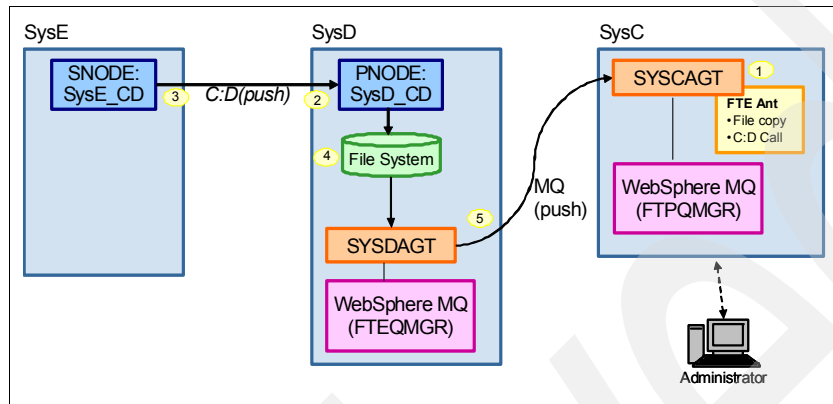 SysE
SNODE:
SysE_CD
3
C:D(push)
SysD
2
PNODE:
SysD_CD
4
File System
SYSDAGT
5
WebSphere MQ
(FTEQMGR)
MQ
(push)
SysC
SYSCAGT
1
FTE Ant
•File copy
•C:D Call
WebSphere MQ
(FTPQMGR)
Administrator